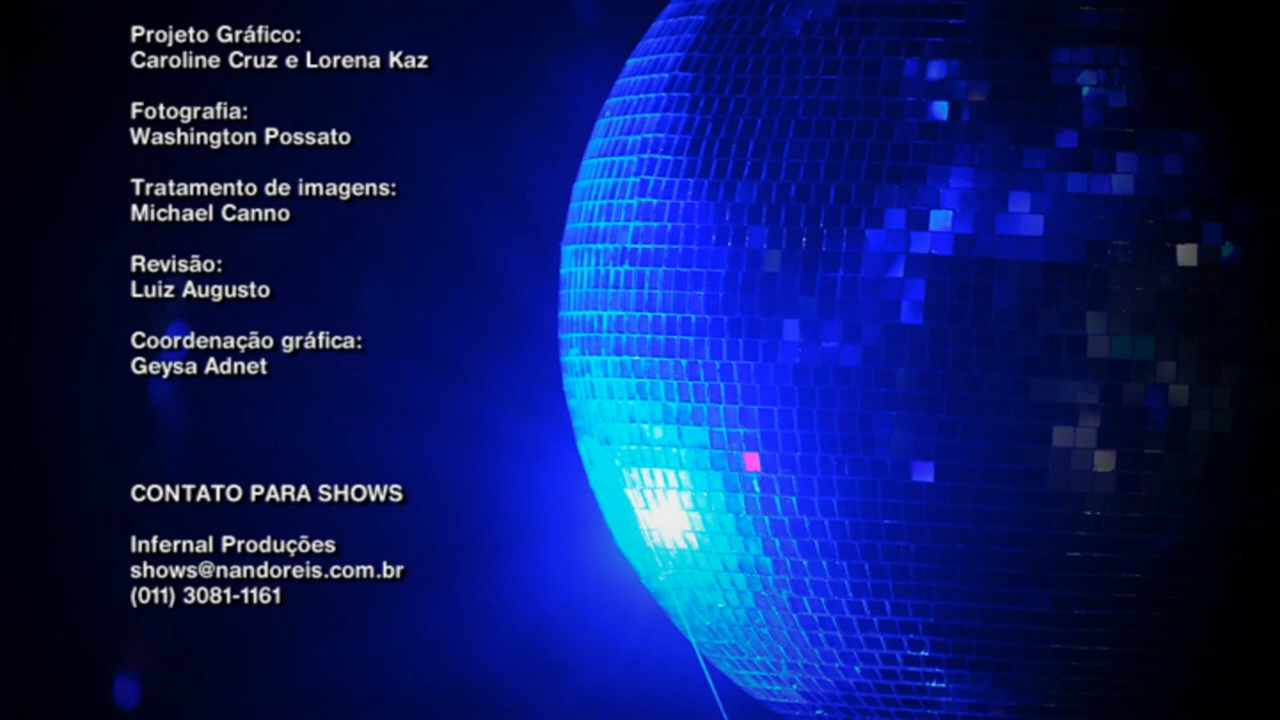 Projeto Gráfico:
Caroline Cruz e Lorena Kaz
Fotografia:
Washington Possato
Tratamento de imagens:
Michael Canno
Revisão:
Luiz Augusto
Coordenação gráfica:
Geysa Adnet
CONTATO PARA SHOWS
Infernal Produções
shows@nandoreis.com.br
(011) 3081-1161